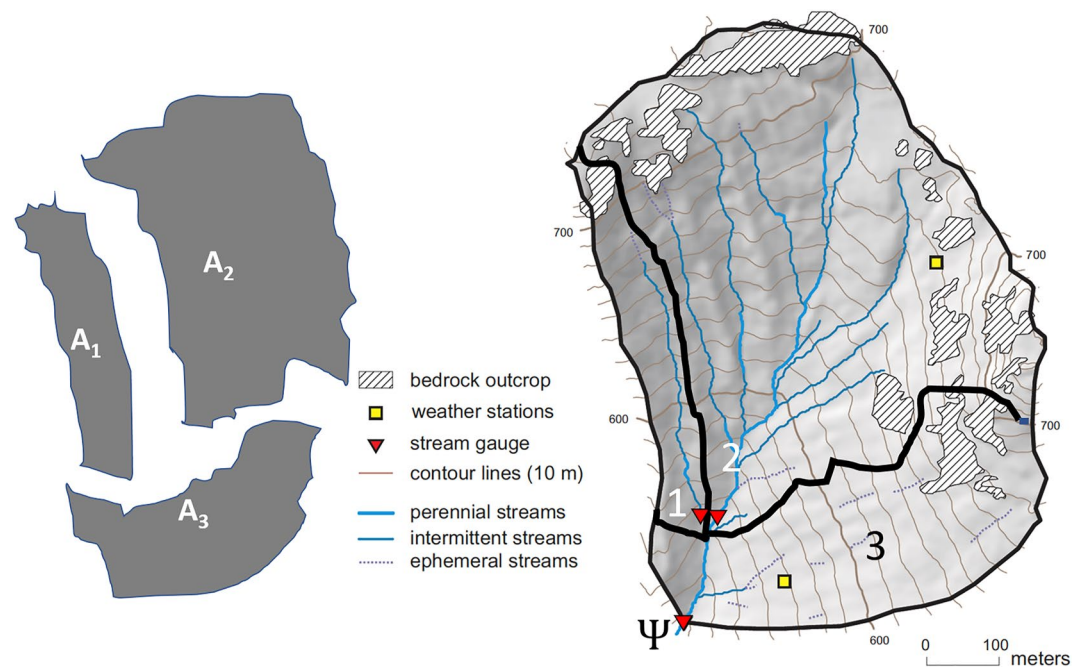 700
A₂
700
700
A₁
bedrock outcrop
weather stations
600
700
stream gauge
2
contour lines (10 m)
1
A₃
perennial streams
intermittent streams
3
ephemeral streams
Ψ
600
0 100
meters